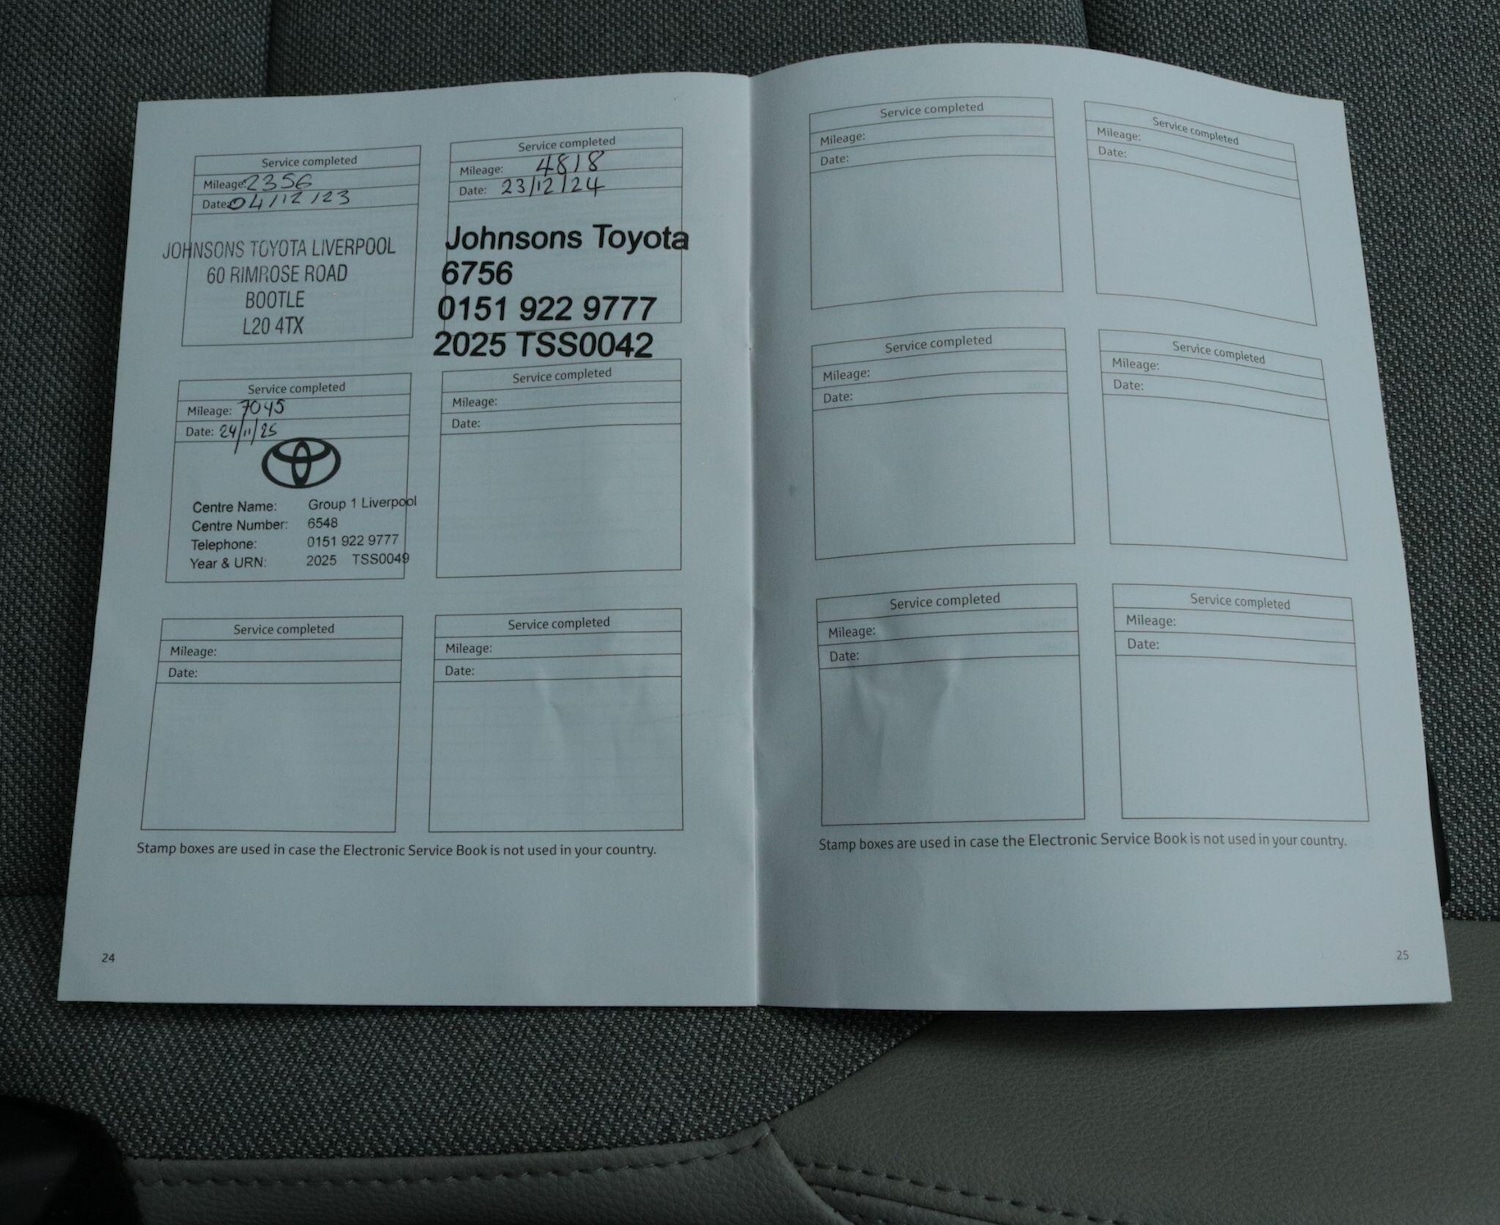 Service completed
Mileage: 2356
Date: 04/12/23
JOHNSONS TOYOTA LIVERPOOL
60 RIMROSE ROAD
BOOTLE
L20 4TX
Service completed
Mileage: 4818
Date: 23/12/24
Johnsons Toyota
6756
0151 922 9777
2025 TSS0042
Service completed
Mileage: 7045
Date: 24/11/25
Centre Name: Group 1 Liverpool
Centre Number: 6548
Telephone: 0151 922 9777
Year & URN: 2025 TSS0049
Service completed
Mileage:
Date:
Service completed
Mileage:
Date:
Service completed
Mileage:
Date:
Stamp boxes are used in case the Electronic Service Book is not used in your country.
24
Service completed
Mileage:
Date:
Service completed
Mileage:
Date:
Service completed
Mileage:
Date:
Service completed
Mileage:
Date:
Service completed
Mileage:
Date:
Service completed
Mileage:
Date:
Stamp boxes are used in case the Electronic Service Book is not used in your country.
25